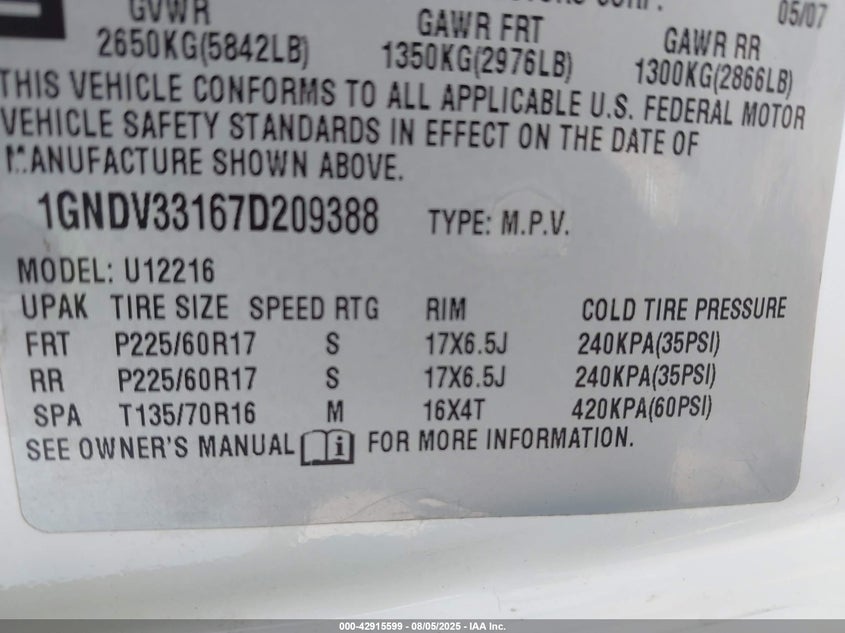 GVWR GAWR FRT GAWR RR 05/07
2650KG(5842LB) 1350KG(2976LB) 1300KG(2866LB)
THIS VEHICLE CONFORMS TO ALL APPLICABLE U.S. FEDERAL MOTOR
VEHICLE SAFETY STANDARDS IN EFFECT ON THE DATE OF
MANUFACTURE SHOWN ABOVE.
1GNDV33167D209388 TYPE: M.P.V.
MODEL: U12216
UPAK TIRE SIZE SPEED RTG RIM COLD TIRE PRESSURE
FRT P225/60R17 S 17X6.5J 240KPA(35PSI)
RR P225/60R17 S 17X6.5J 240KPA(35PSI)
SPA T135/70R16 M 16X4T 420KPA(60PSI)
SEE OWNER'S MANUAL FOR MORE INFORMATION.
000-42915599 - 08/05/2025 - IAA Inc.